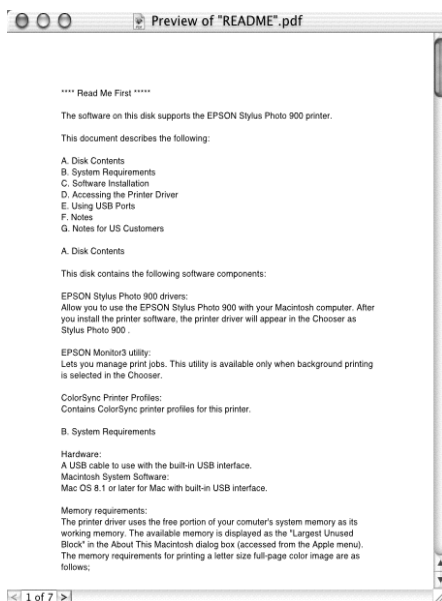 Preview of "README".pdf
**** Read Me First *****
The software on this disk supports the EPSON Stylus Photo 900 printer.
This document describes the following:
A. Disk Contents
B. System Requirements
C. Software Installation
D. Accessing the Printer Driver
E. Using USB Ports
F. Notes
G. Notes for US Customers
A. Disk Contents
This disk contains the following software components:
EPSON Stylus Photo 900 drivers:
Allow you to use the EPSON Stylus Photo 900 with your Macintosh computer. After
you install the printer software, the printer driver will appear in the Chooser as
Stylus Photo 900 .
EPSON Monitor3 utility:
Lets you manage print jobs. This utility is available only when background printing
is selected in the Chooser.
ColorSync Printer Profiles:
Contains ColorSync printer profiles for this printer.
B. System Requirements
Hardware:
A USB cable to use with the built-in USB interface.
Macintosh System Software:
Mac OS 8.1 or later for Mac with built-in USB interface.
Memory requirements:
The printer driver uses the free portion of your comuter's system memory as its
working memory. The available memory is displayed as the "Largest Unused
Block" in the About This Macintosh dialog box (accessed from the Apple menu).
The memory requirements for printing a letter size full-page color image are as
follows;
1 of 7